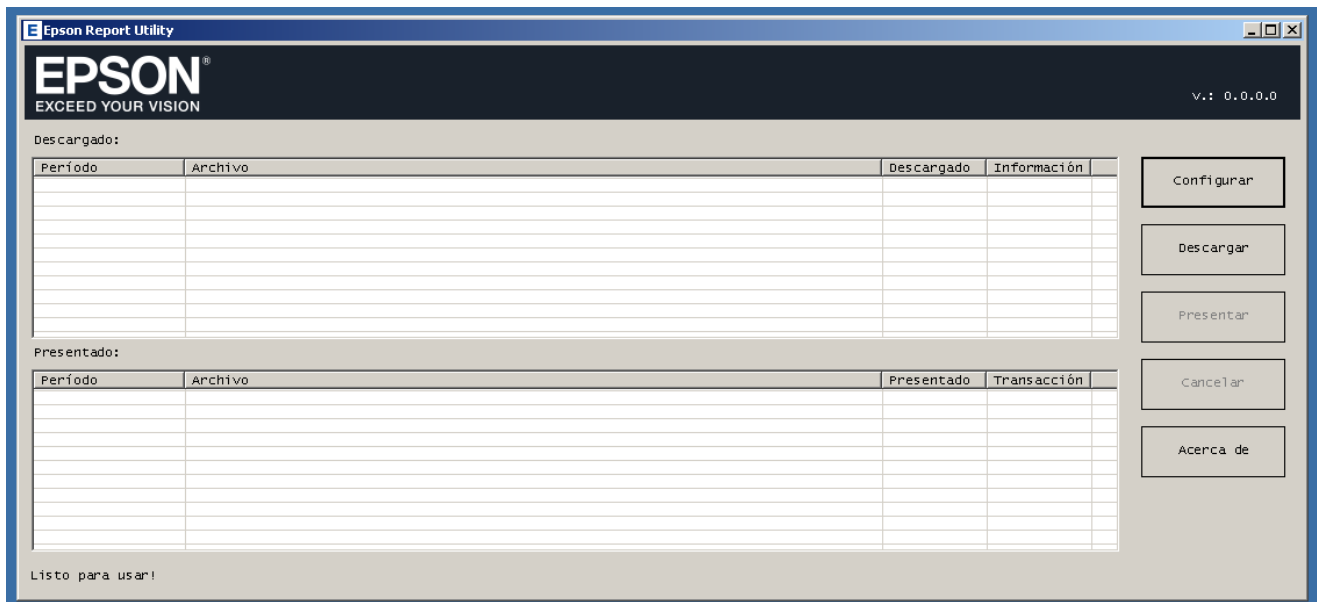 E Epson Report Utility
EPSON®
EXCEED YOUR VISION
v.: 0.0.0.0
Descargado:
Período Archivo Descargado Información
Configurar
Descargar
Presentar
Presentado:
Período Archivo Presentado Transacción
Cancelar
Acerca de
Listo para usar!